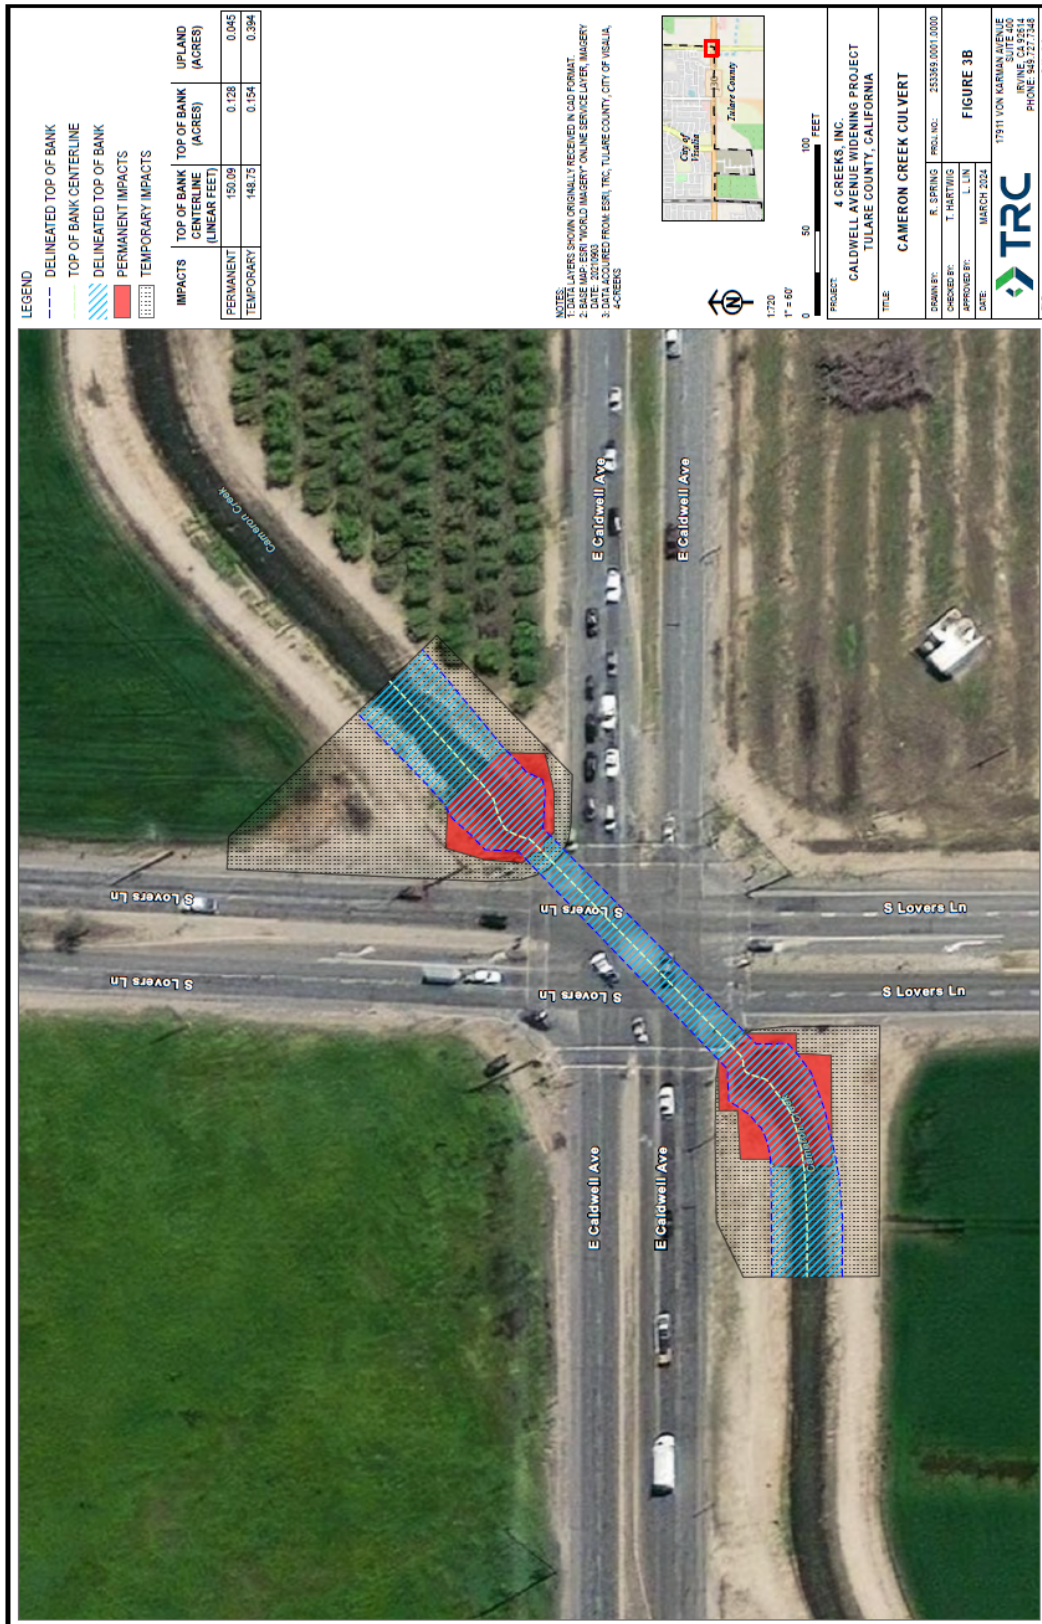 LEGEND
DELINEATED TOP OF BANK
TOP OF BANK CENTERLINE
DELINEATED TOP OF BANK
PERMANENT IMPACTS
TEMPORARY IMPACTS
IMPACTS TOP OF BANK CENTERLINE (LINEAR FEET) TOP OF BANK (ACRES) UPLAND (ACRES)
PERMANENT 150.09 0.128 0.045
TEMPORARY 148.75 0.154 0.394
NOTES:
1: DATA LAYERS SHOWN ORIGINALLY RECEIVED IN CAD FORMAT.
2: BASE MAP: ESRI "WORLD IMAGERY" ONLINE SERVICE LAYER, IMAGERY
DATE: 20210903
3: DATA ACQUIRED FROM: ESRI, TRC, TULARE COUNTY, CITY OF VISALIA,
4-CREEKS
City of
Visalia
Tulare County
N
1:720
1" = 60'
0 50 100
FEET
PROJECT:
4 CREEKS, INC.
CALDWELL AVENUE WIDENING PROJECT
TULARE COUNTY, CALIFORNIA
TITLE:
CAMERON CREEK CULVERT
DRAWN BY: R. SPRING PROJ. NO.: 253369.0001.0000
CHECKED BY: T. HARTWIG
APPROVED BY: L. LIN
DATE: MARCH 2024
FIGURE 3B
TRC
17911 VON KARMAN AVENUE
SUITE 400
IRVINE, CA 92614
PHONE: 949.727.7348
Cameron Creek
Cameron Creek
E Caldwell Ave
E Caldwell Ave
E Caldwell Ave
E Caldwell Ave
S Lovers Ln
S Lovers Ln
S Lovers Ln
S Lovers Ln
S Lovers Ln
S Lovers Ln
Cameron Creek